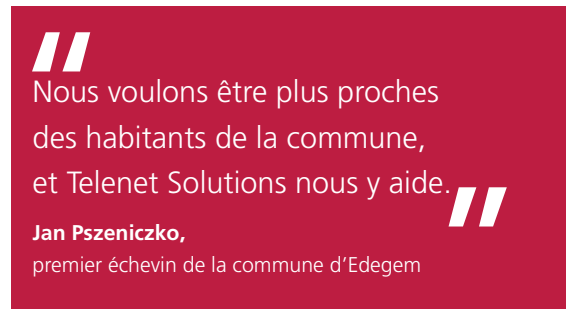 "Nous voulons être plus proches
des habitants de la commune,
et Telenet Solutions nous y aide."
Jan Pszeniczko,
premier échevin de la commune d'Edegem